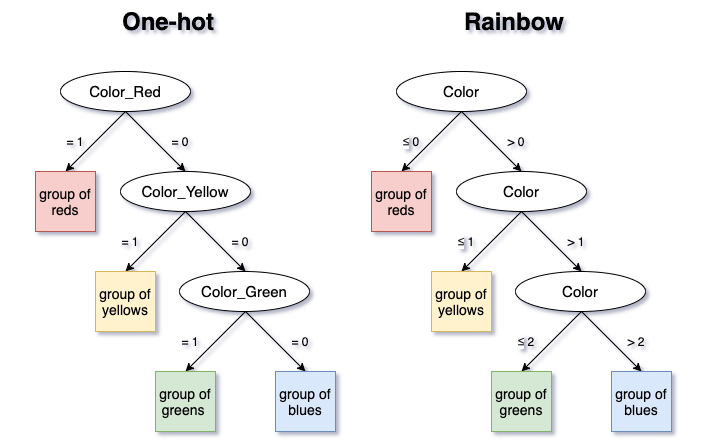 One-hot
Rainbow
Color_Red
= 1
= 0
group of
reds
Color_Yellow
= 1
= 0
group of
yellows
Color_Green
= 1
= 0
group of
greens
group of
blues
Color
≤ 0
> 0
group of
reds
Color
≤ 1
> 1
group of
yellows
Color
≤ 2
> 2
group of
greens
group of
blues